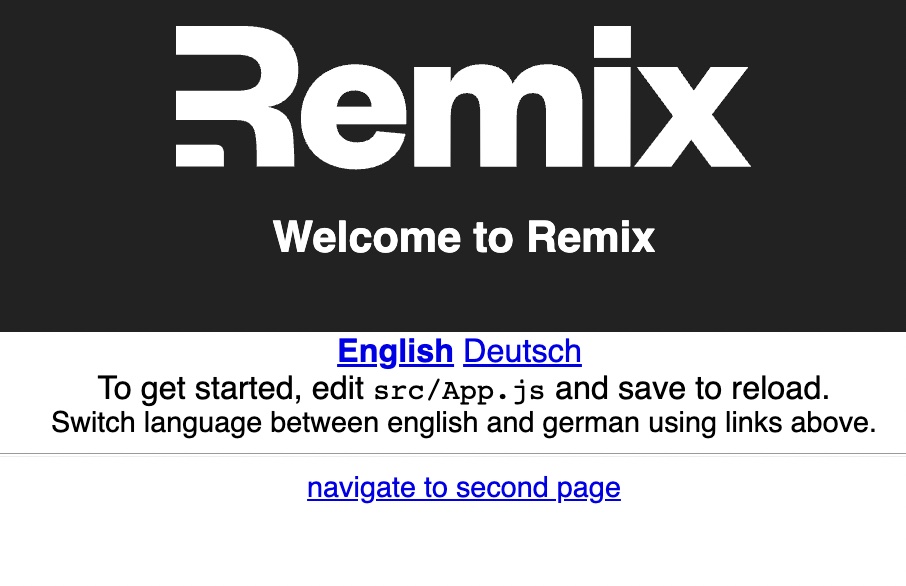 Remix
Welcome to Remix
English Deutsch
To get started, edit src/App.js and save to reload.
Switch language between english and german using links above.
navigate to second page